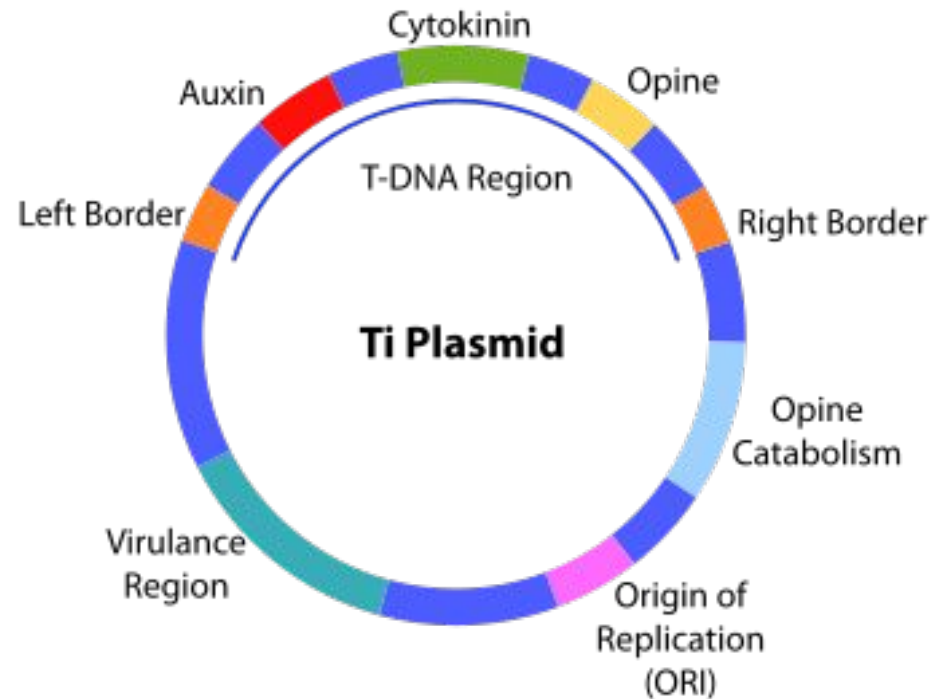 Cytokinin
Auxin
Opine
T-DNA Region
Left Border
Right Border
Ti Plasmid
Opine
Catabolism
Virulance
Region
Origin of
Replication
(ORI)